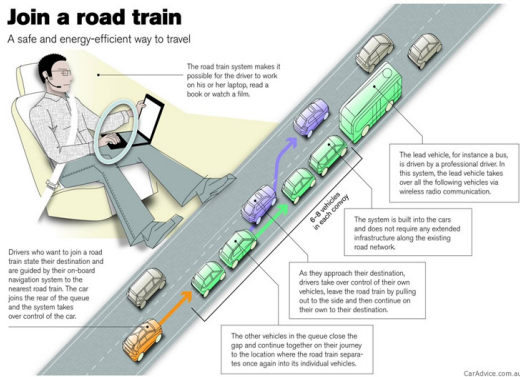 Join a road train
A safe and energy-efficient way to travel
The road train system makes it
possible for the driver to work
on his or her laptop, read a
book or watch a film.
The lead vehicle, for instance a bus,
is driven by a professional driver. In
this system, the lead vehicle takes
over all the following vehicles via
wireless radio communication.
6–8 vehicles
in each convoy
The system is built into the cars
and does not require any extended
infrastructure along the existing
road network.
Drivers who want to join a road
train state their destination and
are guided by their on-board
navigation system to the
nearest road train. The car
joins the rear of the queue
and the system takes
over control of the car.
As they approach their destination,
drivers take over control of their own
vehicles, leave the road train by pulling
out to the side and then continue on
their own to their destination.
The other vehicles in the queue close the
gap and continue together on their journey
to the location where the road train separa-
tes once again into its individual vehicles.
CarAdvice.com.au